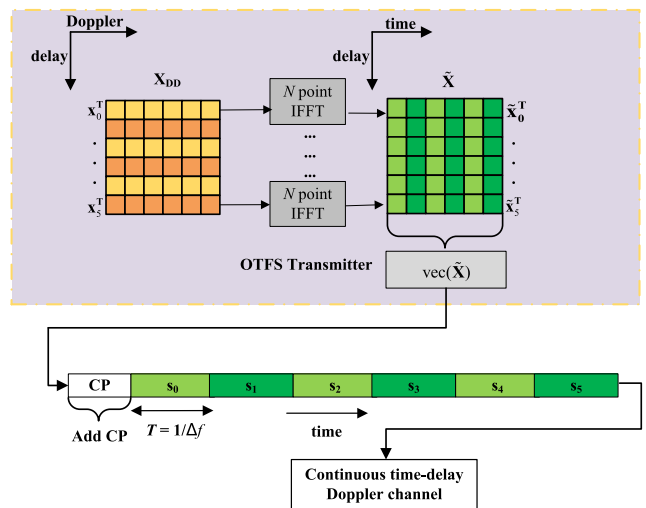 Doppler
delay
X_DD
x_0^T
.
.
.
x_5^T
N point
IFFT
...
...
...
N point
IFFT
time
delay
X̃
x̃_0^T
.
.
.
x̃_5^T
OTFS Transmitter
vec(X̃)
CP s_0 s_1 s_2 s_3 s_4 s_5
Add CP
T = 1/Δf
time
Continuous time-delay
Doppler channel